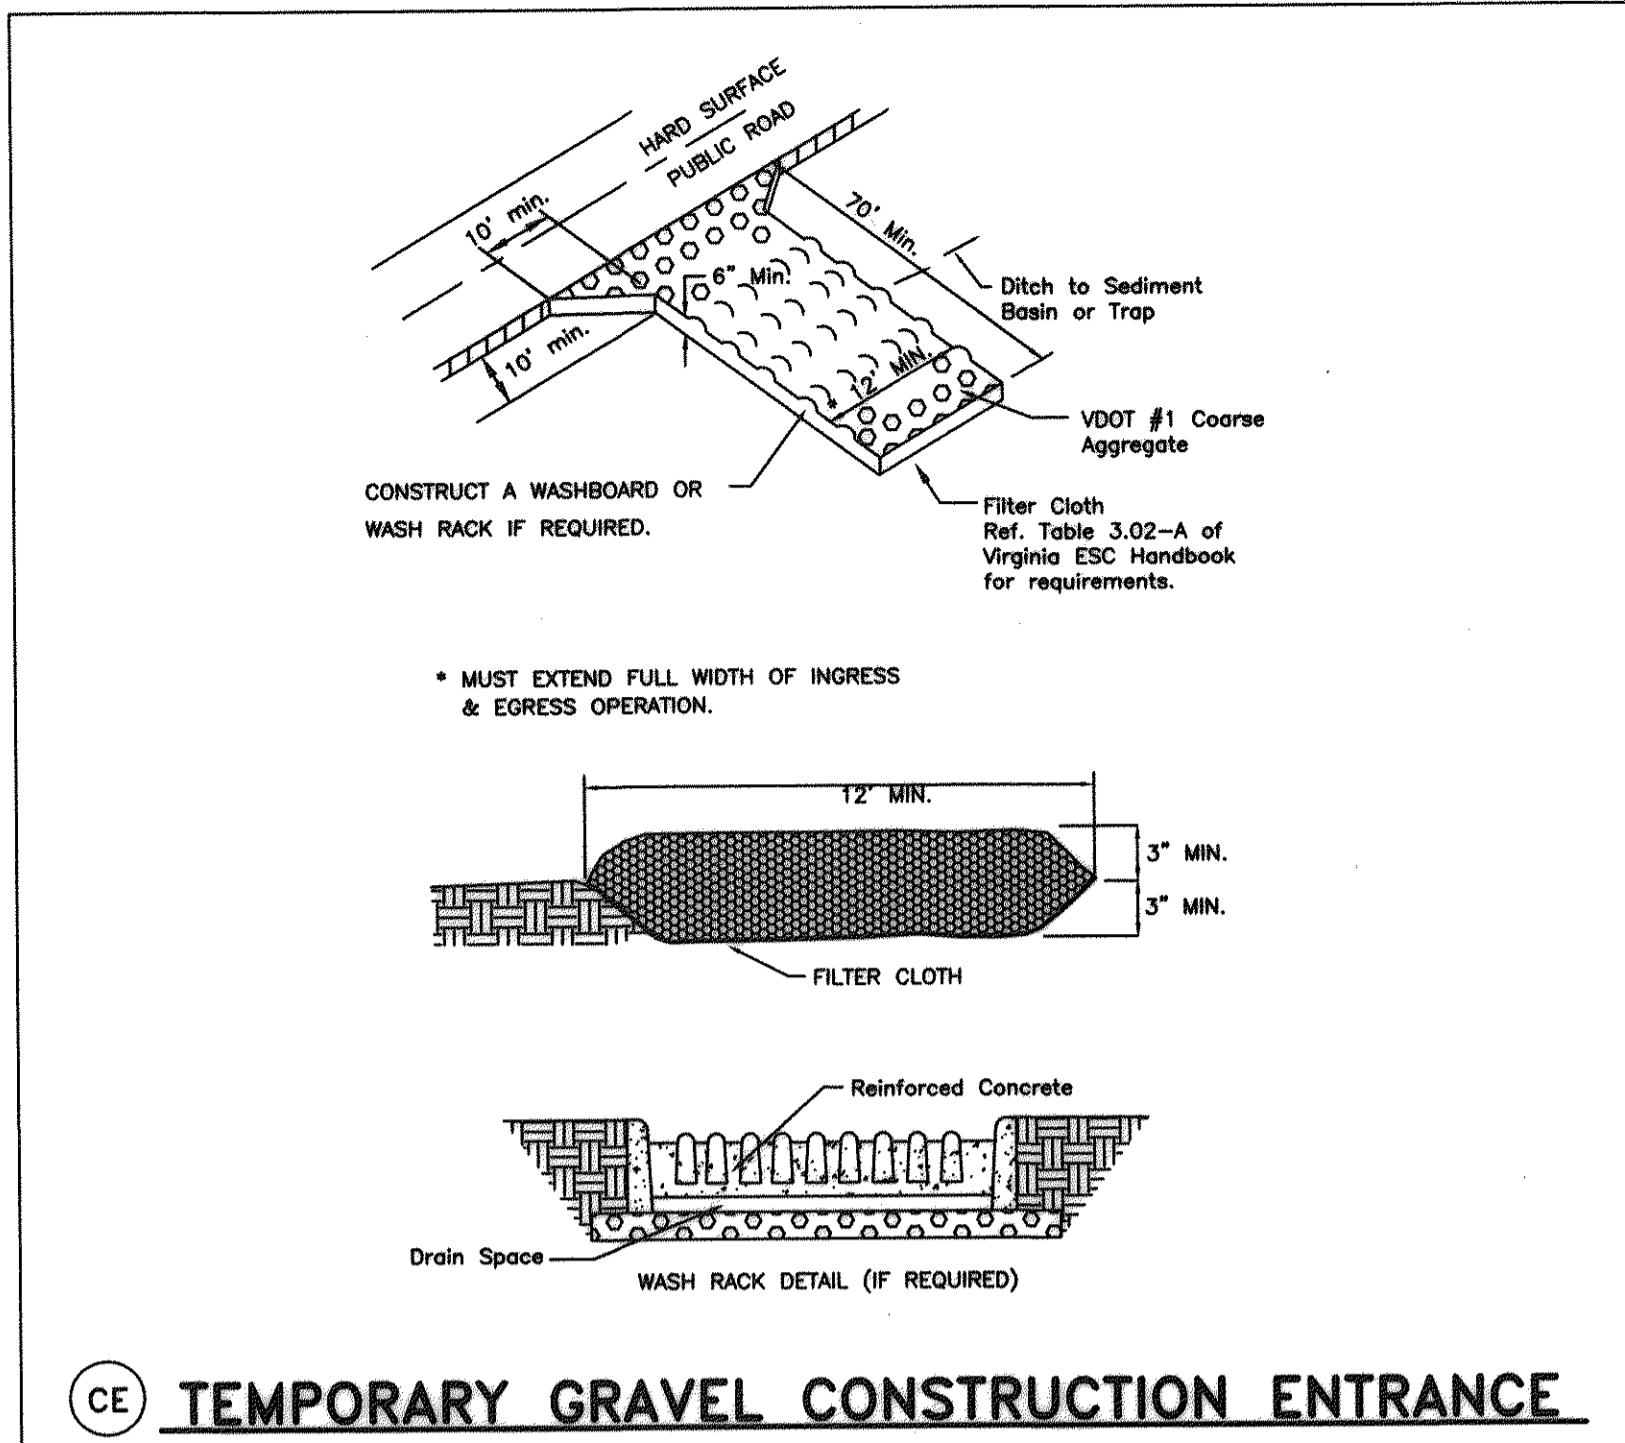 HARD SURFACE
PUBLIC ROAD
10' min.
70' Min.
6" Min.
Ditch to Sediment
Basin or Trap
10' min.
* 12' MIN.
VDOT #1 Coarse
Aggregate
CONSTRUCT A WASHBOARD OR
WASH RACK IF REQUIRED.
Filter Cloth
Ref. Table 3.02-A of
Virginia ESC Handbook
for requirements.
* MUST EXTEND FULL WIDTH OF INGRESS
& EGRESS OPERATION.
12' MIN.
3" MIN.
3" MIN.
FILTER CLOTH
Reinforced Concrete
Drain Space
WASH RACK DETAIL (IF REQUIRED)
CE TEMPORARY GRAVEL CONSTRUCTION ENTRANCE